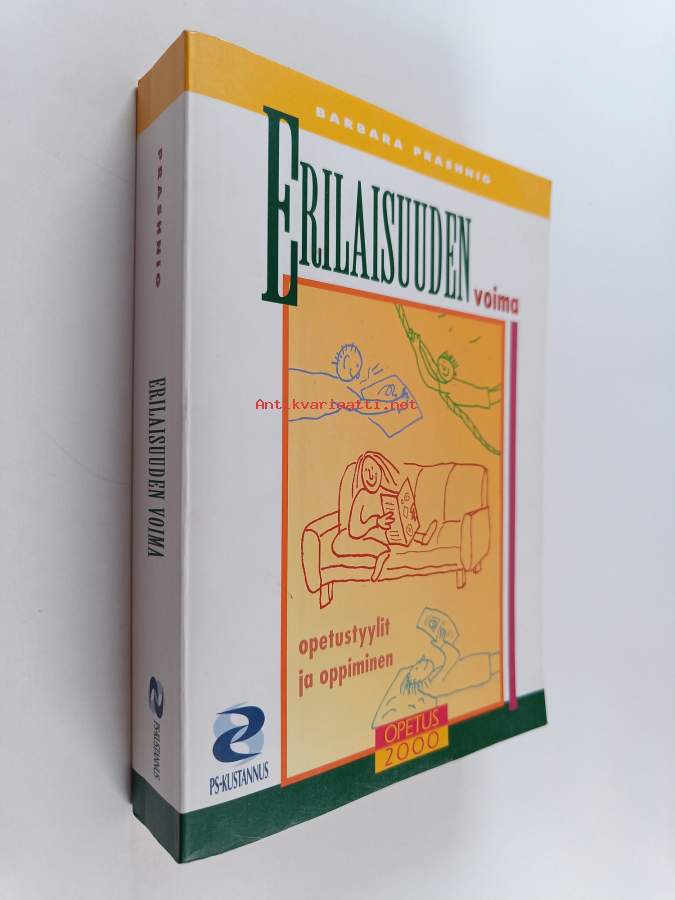 BARBARA PRASHNIG
ERILAISUUDEN
voima
Antikvariaatti.net
opetustyylit
ja oppiminen
OPETUS
2000
PS-KUSTANNUS
PRASHNIG
ERILAISUUDEN VOIMA
PS-KUSTANNUS